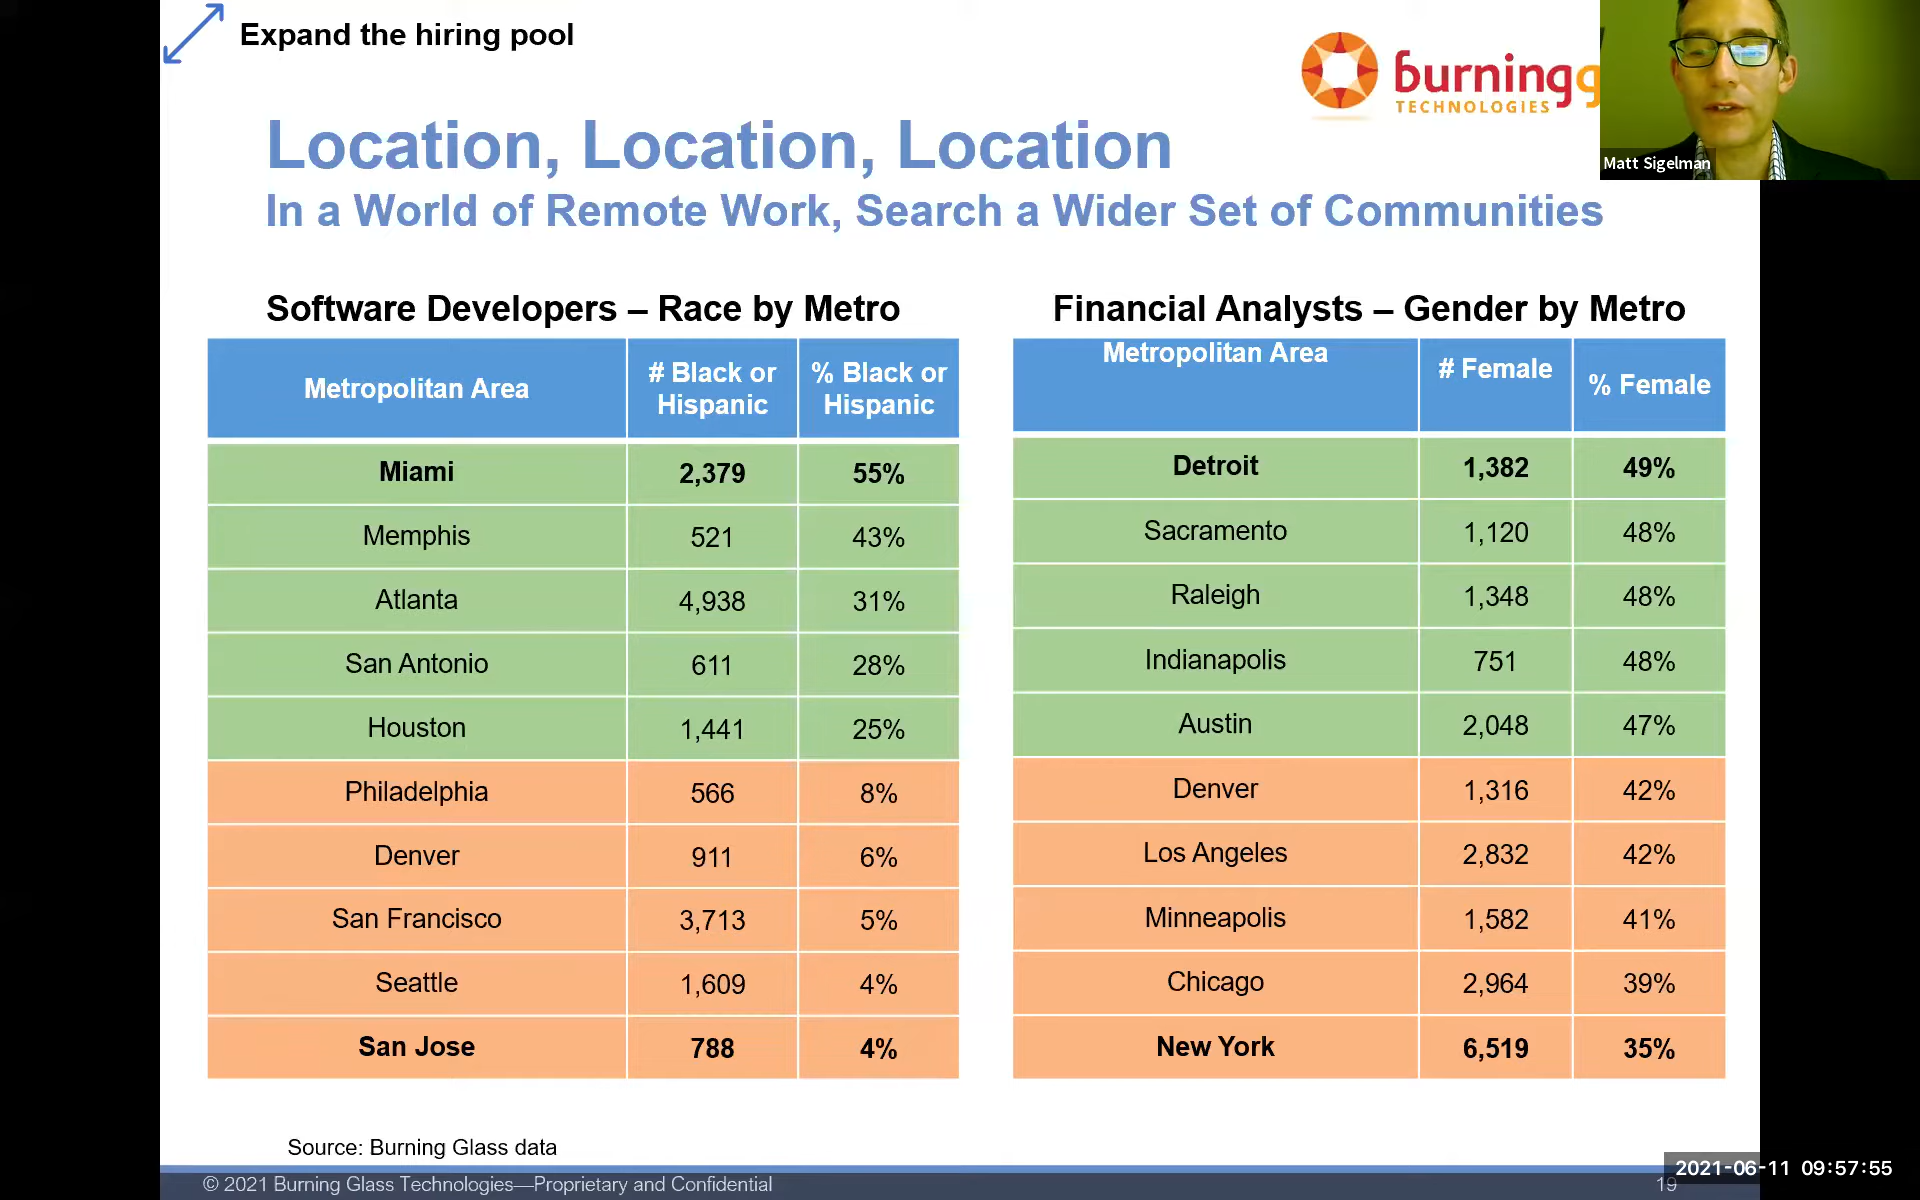 Expand the hiring pool
burningg
TECHNOLOGIES
Matt Sigelman
Location, Location, Location
In a World of Remote Work, Search a Wider Set of Communities
Software Developers – Race by Metro
Metropolitan Area # Black or Hispanic % Black or Hispanic
Miami 2,379 55%
Memphis 521 43%
Atlanta 4,938 31%
San Antonio 611 28%
Houston 1,441 25%
Philadelphia 566 8%
Denver 911 6%
San Francisco 3,713 5%
Seattle 1,609 4%
San Jose 788 4%
Financial Analysts – Gender by Metro
Metropolitan Area # Female % Female
Detroit 1,382 49%
Sacramento 1,120 48%
Raleigh 1,348 48%
Indianapolis 751 48%
Austin 2,048 47%
Denver 1,316 42%
Los Angeles 2,832 42%
Minneapolis 1,582 41%
Chicago 2,964 39%
New York 6,519 35%
Source: Burning Glass data
© 2021 Burning Glass Technologies—Proprietary and Confidential
19
2021-06-11 09:57:55